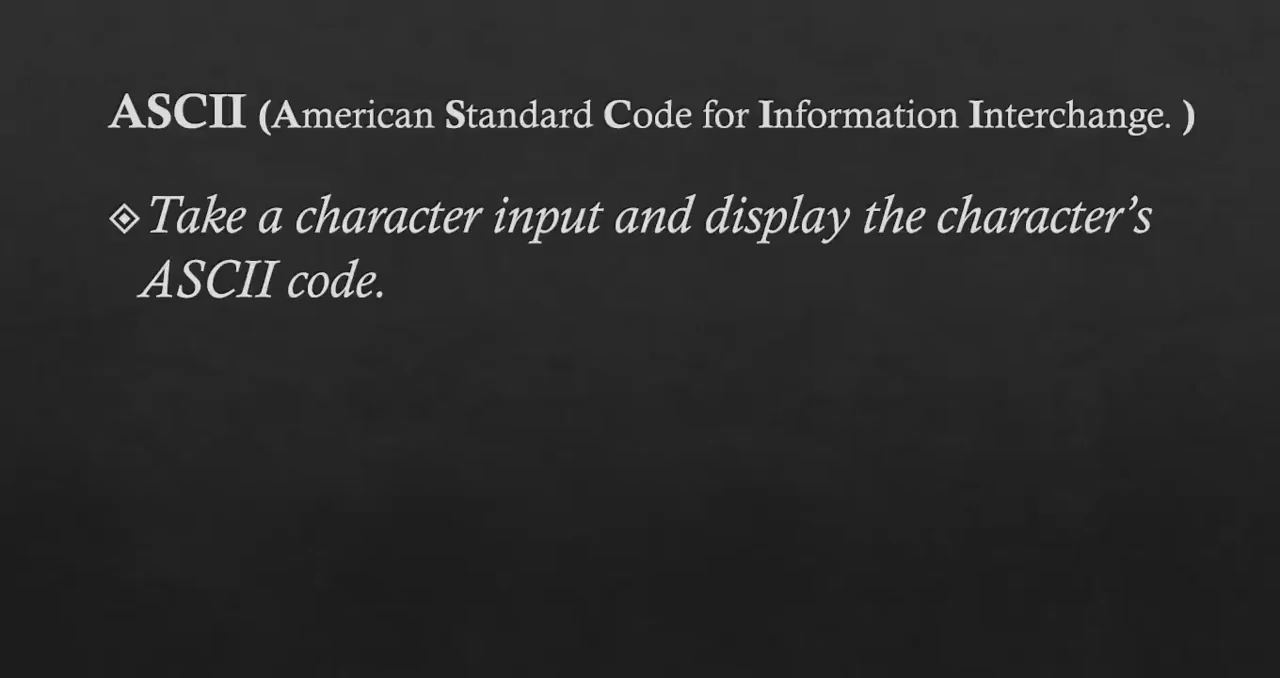 ASCII (American Standard Code for Information Interchange. )
Take a character input and display the character’s
ASCII code.